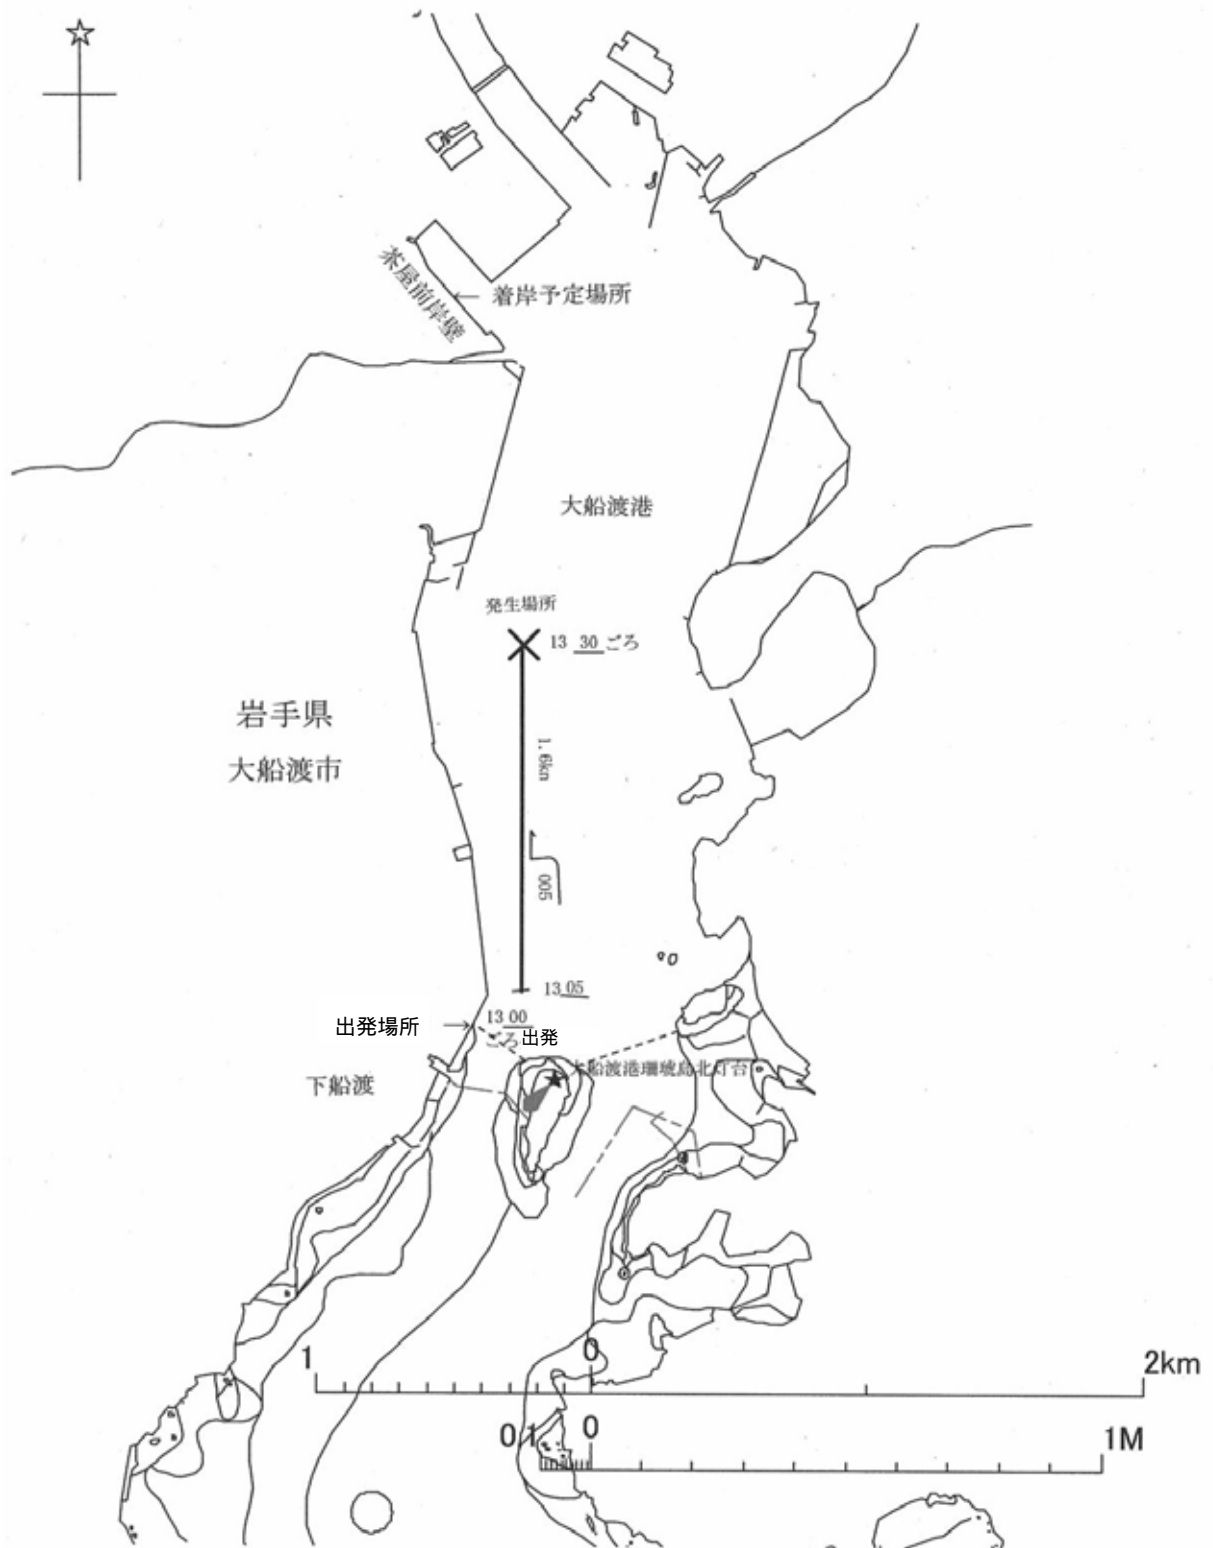 茶屋前岸壁
着岸予定場所
大船渡港
発生場所
13 30 ごろ
岩手県
大船渡市
1.6kn
005
13 05
出発場所
13 00
ごろ 出発
下船渡
大船渡港珊琥島北灯台
1 0 2km
0.1 0 1M